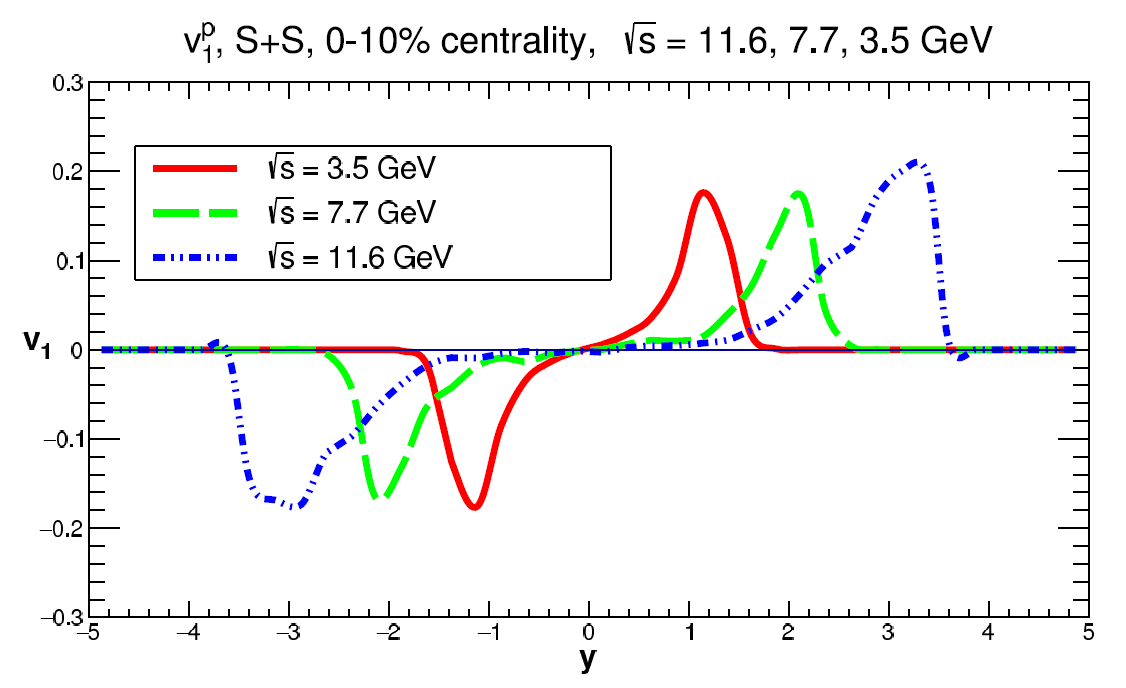 v₁ᵖ, S+S, 0-10% centrality, √s = 11.6, 7.7, 3.5 GeV
0.3
0.2
0.1
0
−0.1
−0.2
−0.3
v₁
√s = 3.5 GeV
√s = 7.7 GeV
√s = 11.6 GeV
−5 −4 −3 −2 −1 0 1 2 3 4 5
y